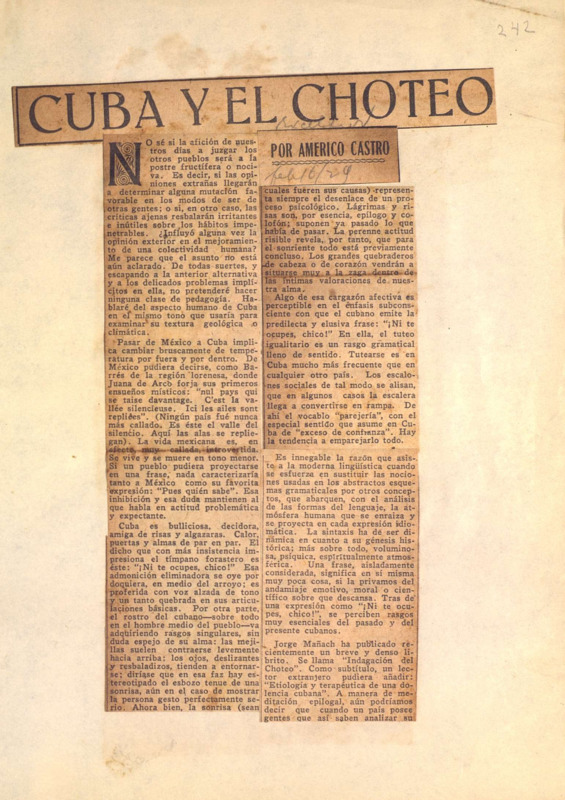 242
CUBA Y EL CHOTEO
POR AMERICO CASTRO
feb 16/29
NO sé si la afición de nues-
tros días a juzgar los
otros pueblos será a la
postre fructífera o noci-
va. Es decir, si las opi-
niones extrañas llegarán
a determinar alguna mutación fa-
vorable en los modos de ser de
otras gentes; o si, en otro caso, las
críticas ajenas resbalarán irritantes
e inútiles sobre los hábitos impe-
netrables. ¿Influyó alguna vez la
opinión exterior en el mejoramien-
to de una colectividad humana?
Me parece que el asunto no está
aún aclarado. De todas suertes, y
escapando a la anterior alternativa
y a los delicados problemas implí-
citos en ella, no pretenderé hacer
ninguna clase de pedagogía. Ha-
blaré del aspecto humano de Cuba
en el mismo tono que usaría para
examinar su textura geológica o
climática.
Pasar de México a Cuba impli-
ca cambiar bruscamente de tempe-
ratura por fuera y por dentro. De
México pudiera decirse, como Ba-
rrés de la región lorenesa, donde
Juana de Arco forja sus primeros
ensueños místicos: "nul pays qui
se taise davantage. C'est la va-
llée silencieuse. Ici les ailes sont
repliées". (Ningún país fué nunca
más callado. Es éste el valle del
silencio. Aquí las alas se replie-
gan). La vida mexicana es, en
efecto, muy callada, introvertida.
Se vive y se muere en tono menor.
Si un pueblo pudiera proyectarse
en una frase, nada caracterizaría
tanto a México como su favorita
expresión: "Pues quién sabe". Esa
inhibición y esa duda mantienen al
que habla en actitud problemática
y expectante.
Cuba es bulliciosa, decidora,
amiga de risas y algazaras. Calor,
puertas y almas de par en par. El
dicho que con más insistencia im-
presiona el tímpano forastero es
éste: "¡Ni te ocupes, chico!" Esa
admonición eliminadora se oye por
doquiera, en medio del arroyo; es
proferida con voz alzada de tono
y un tanto quebrada en sus articu-
laciones básicas. Por otra parte,
el rostro del cubano—sobre todo
en el hombre medio del pueblo—va
adquiriendo rasgos singulares, sin
duda espejo de su alma: las meji-
llas suelen contraerse levemente
hacia arriba; los ojos, deslizantes
y resbaladizos, tienden a entornar-
se; diríase que en esa faz hay es-
tereotipado el esbozo tenue de una
sonrisa, aún en el caso de mostrar
la persona gesto perfectamente se-
rio. Ahora bien, la sonrisa (sean
cuales fueren sus causas) represen-
ta siempre el desenlace de un pro-
ceso psicológico. Lágrimas y ri-
sas son, por esencia, epílogo y co-
lofón; suponen ya pasado lo que
había de pasar. La perenne actitud
risible revela, por tanto, que para
el sonriente todo está previamente
concluso. Los grandes quebraderos
de cabeza o de corazón vendrán a
situarse muy a la zaga dentro de
las íntimas valoraciones de nues-
tra alma.
Algo de esa cargazón afectiva es
perceptible en el énfasis subcons-
ciente con que el cubano emite la
predilecta y elusiva frase: "¡Ni te
ocupes, chico!" En ella, el tuteo
igualitario es un rasgo gramatical
lleno de sentido. Tutearse es en
Cuba mucho más frecuente que en
cualquier otro país. Los escalo-
nes sociales de tal modo se alisan,
que en algunos casos la escalera
llega a convertirse en rampa. De
ahí el vocablo "parejería", con el
especial sentido que asume en Cu-
ba de "exceso de confianza". Hay
la tendencia a emparejarlo todo.
Es innegable la razón que asis-
te a la moderna lingüística cuando
se esfuerza en sustituir las nocio-
nes usadas en los abstractos esque-
mas gramaticales por otros concep-
tos, que abarquen, con el análisis
de las formas del lenguaje, la at-
mósfera humana que se enraiza y
se proyecta en cada expresión idio-
mática. La sintaxis ha de ser di-
námica en cuanto a su génesis his-
tórica; más sobre todo, volumino-
sa, psíquica, espiritualmente atmos-
férica. Una frase, aisladamente
considerada, significa en sí misma
muy poca cosa, si la privamos del
andamiaje emotivo, moral o cien-
tífico sobre que descansa. Tras de
una expresión como "¡Ni te ocu-
pes, chico!", se perciben rasgos
muy esenciales del pasado y del
presente cubanos.
Jorge Mañach ha publicado re-
cientemente un breve y denso li-
brito. Se llama "Indagación del
Choteo". Como subtítulo, un lec-
tor extranjero pudiera añadir:
"Etiología y terapéutica de una do-
lencia cubana". A manera de me-
ditación epilogal, aún podríamos
decir que cuando un país posee
gentes que así saben analizar su